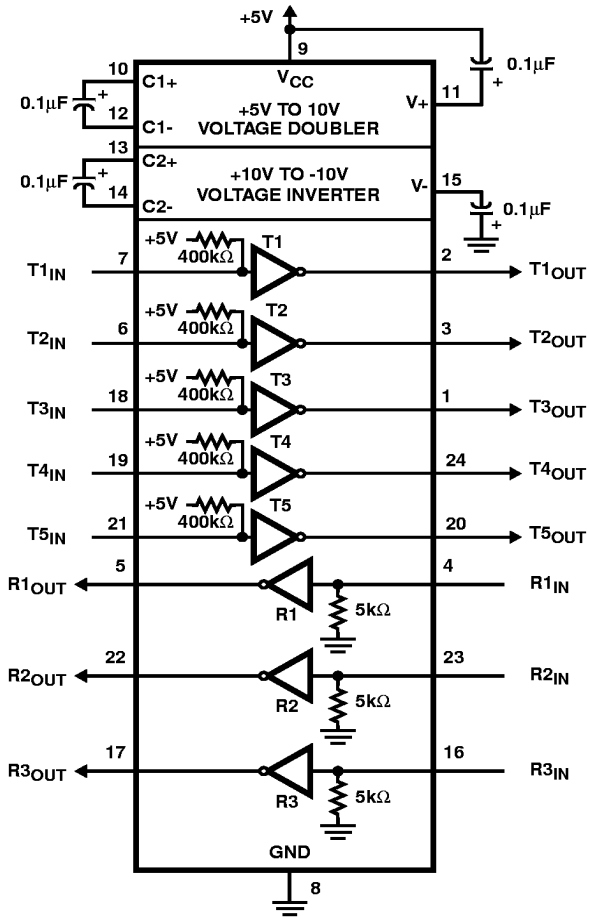 +5V
9
10
C1+
VCC
0.1μF
+
+
0.1μF
11
V+
12
C1-
+5V TO 10V
VOLTAGE DOUBLER
13
C2+
0.1μF
+
14
C2-
+10V TO -10V
VOLTAGE INVERTER
V-
15
0.1μF
+
+5V
400kΩ
T1
T1IN
7
2
T1OUT
+5V
400kΩ
T2
T2IN
6
3
T2OUT
+5V
400kΩ
T3
T3IN
18
1
T3OUT
+5V
400kΩ
T4
T4IN
19
24
T4OUT
+5V
400kΩ
T5
T5IN
21
20
T5OUT
R1OUT
5
4
R1IN
R1
5kΩ
R2OUT
22
23
R2IN
R2
5kΩ
R3OUT
17
16
R3IN
R3
5kΩ
GND
8